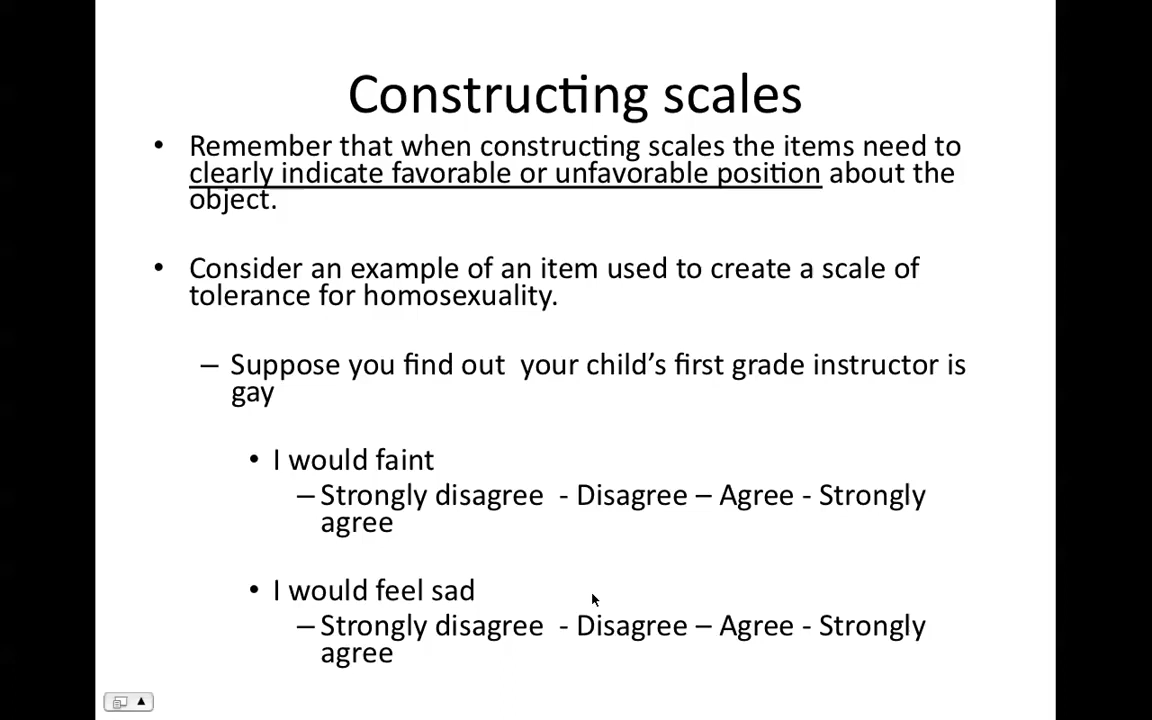 Constructing scales
• Remember that when constructing scales the items need to
clearly indicate favorable or unfavorable position about the
object.
• Consider an example of an item used to create a scale of
tolerance for homosexuality.
– Suppose you find out  your child’s first grade instructor is
gay
• I would faint
– Strongly disagree  - Disagree – Agree - Strongly
agree
• I would feel sad
– Strongly disagree  - Disagree – Agree - Strongly
agree